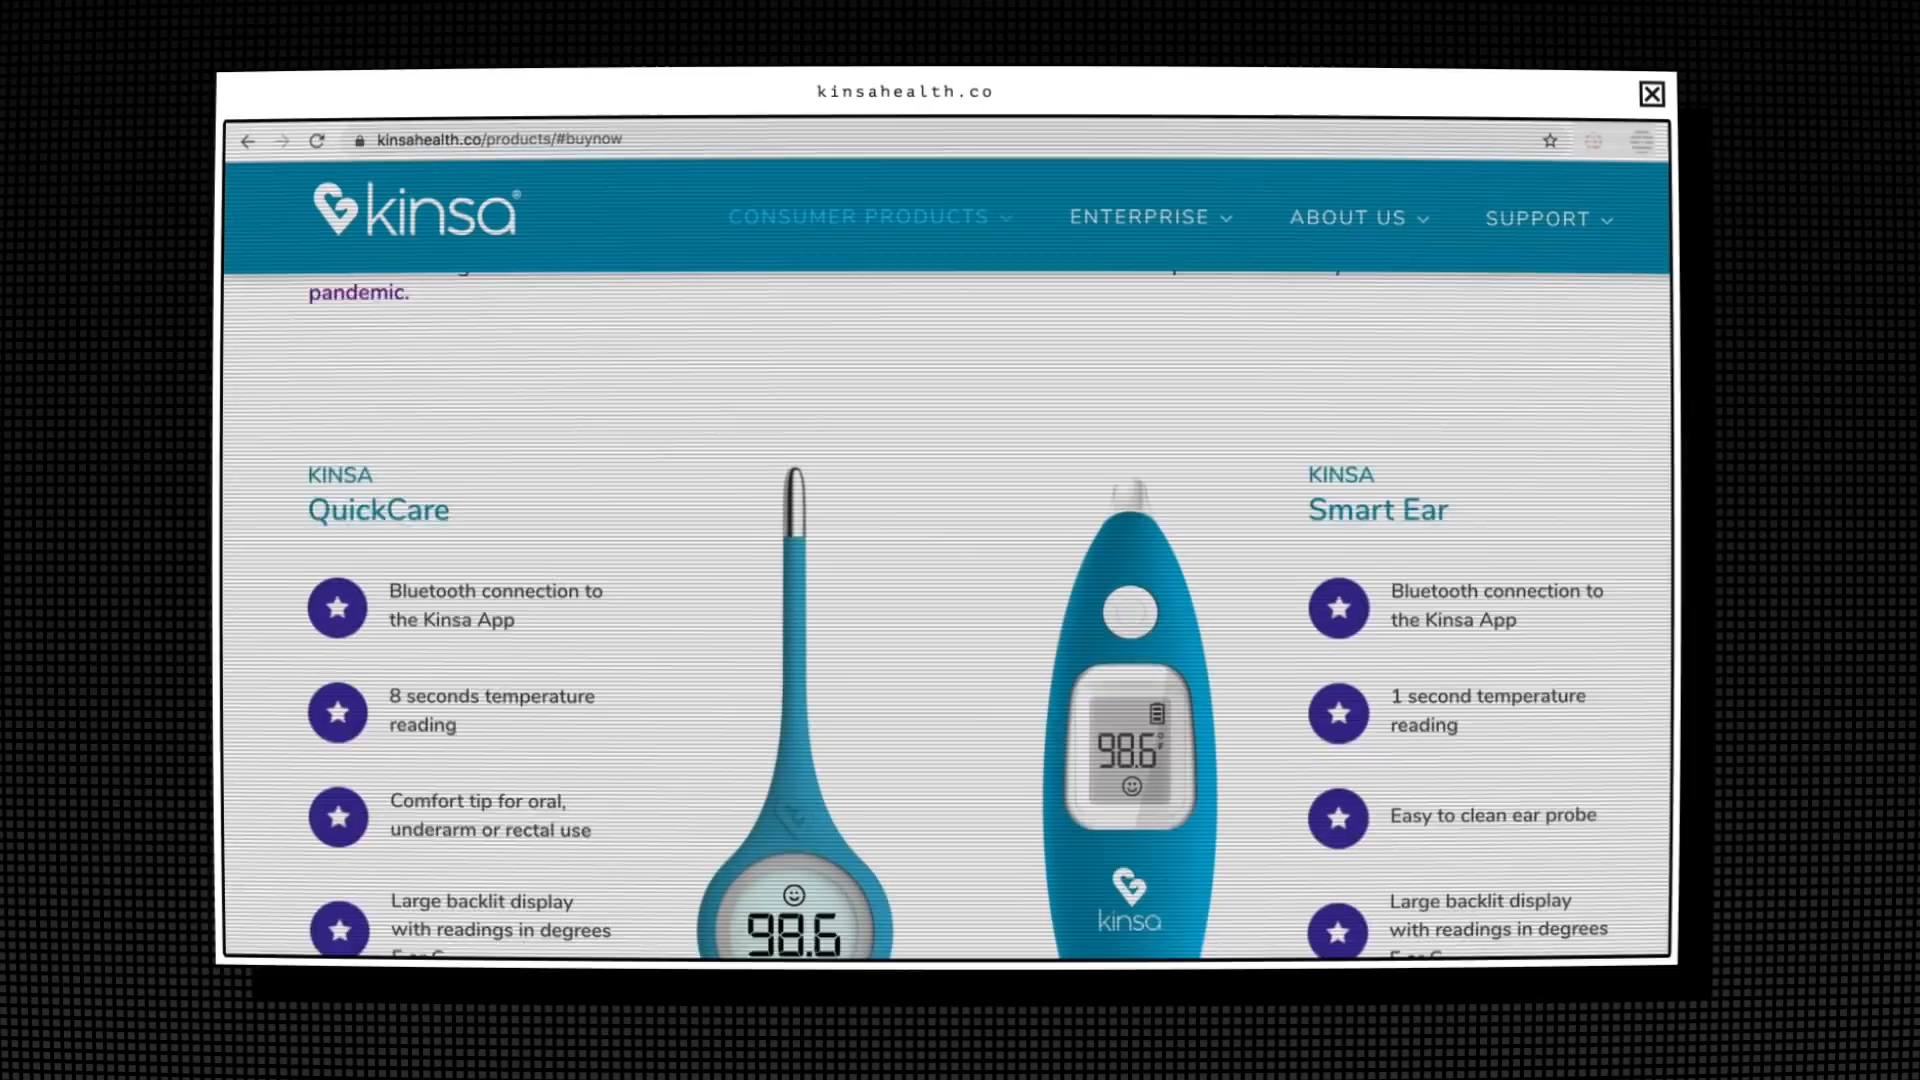 kinsahealth.co
kinsahealth.co/products/#buynow
kinsa®
CONSUMER PRODUCTS
ENTERPRISE
ABOUT US
SUPPORT
pandemic.
KINSA
QuickCare
Bluetooth connection to
the Kinsa App
8 seconds temperature
reading
Comfort tip for oral,
underarm or rectal use
Large backlit display
with readings in degrees
98.6
98.6 °F
kinsa
KINSA
Smart Ear
Bluetooth connection to
the Kinsa App
1 second temperature
reading
Easy to clean ear probe
Large backlit display
with readings in degrees